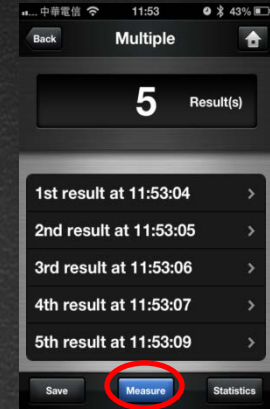 中華電信 11:53 43%
Back Multiple
5 Result(s)
1st result at 11:53:04
2nd result at 11:53:05
3rd result at 11:53:06
4th result at 11:53:07
5th result at 11:53:09
Save Measure Statistics